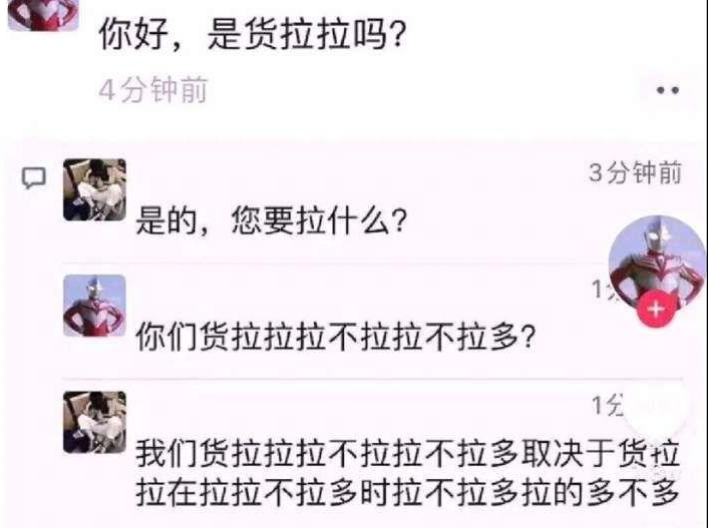 你好，是货拉拉吗？
4分钟前
3分钟前
是的，您要拉什么？
1
你们货拉拉拉不拉拉不拉多？
1分
我们货拉拉拉不拉拉不拉多取决于货拉
拉在拉拉不拉多时拉不拉多拉的多不多